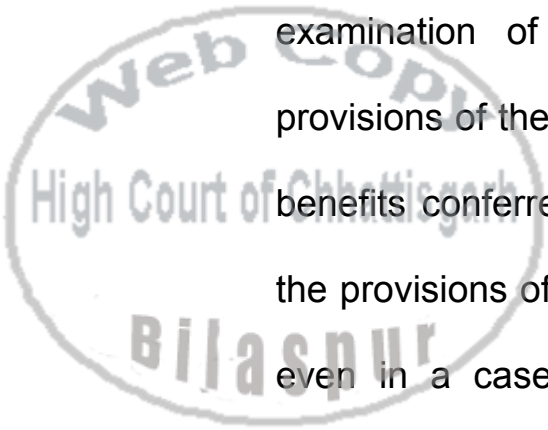 examination of
Web Copy
provisions of the
High Court of Chhattisgarh
benefits conferre
the provisions of
Bilaspur
even in a case